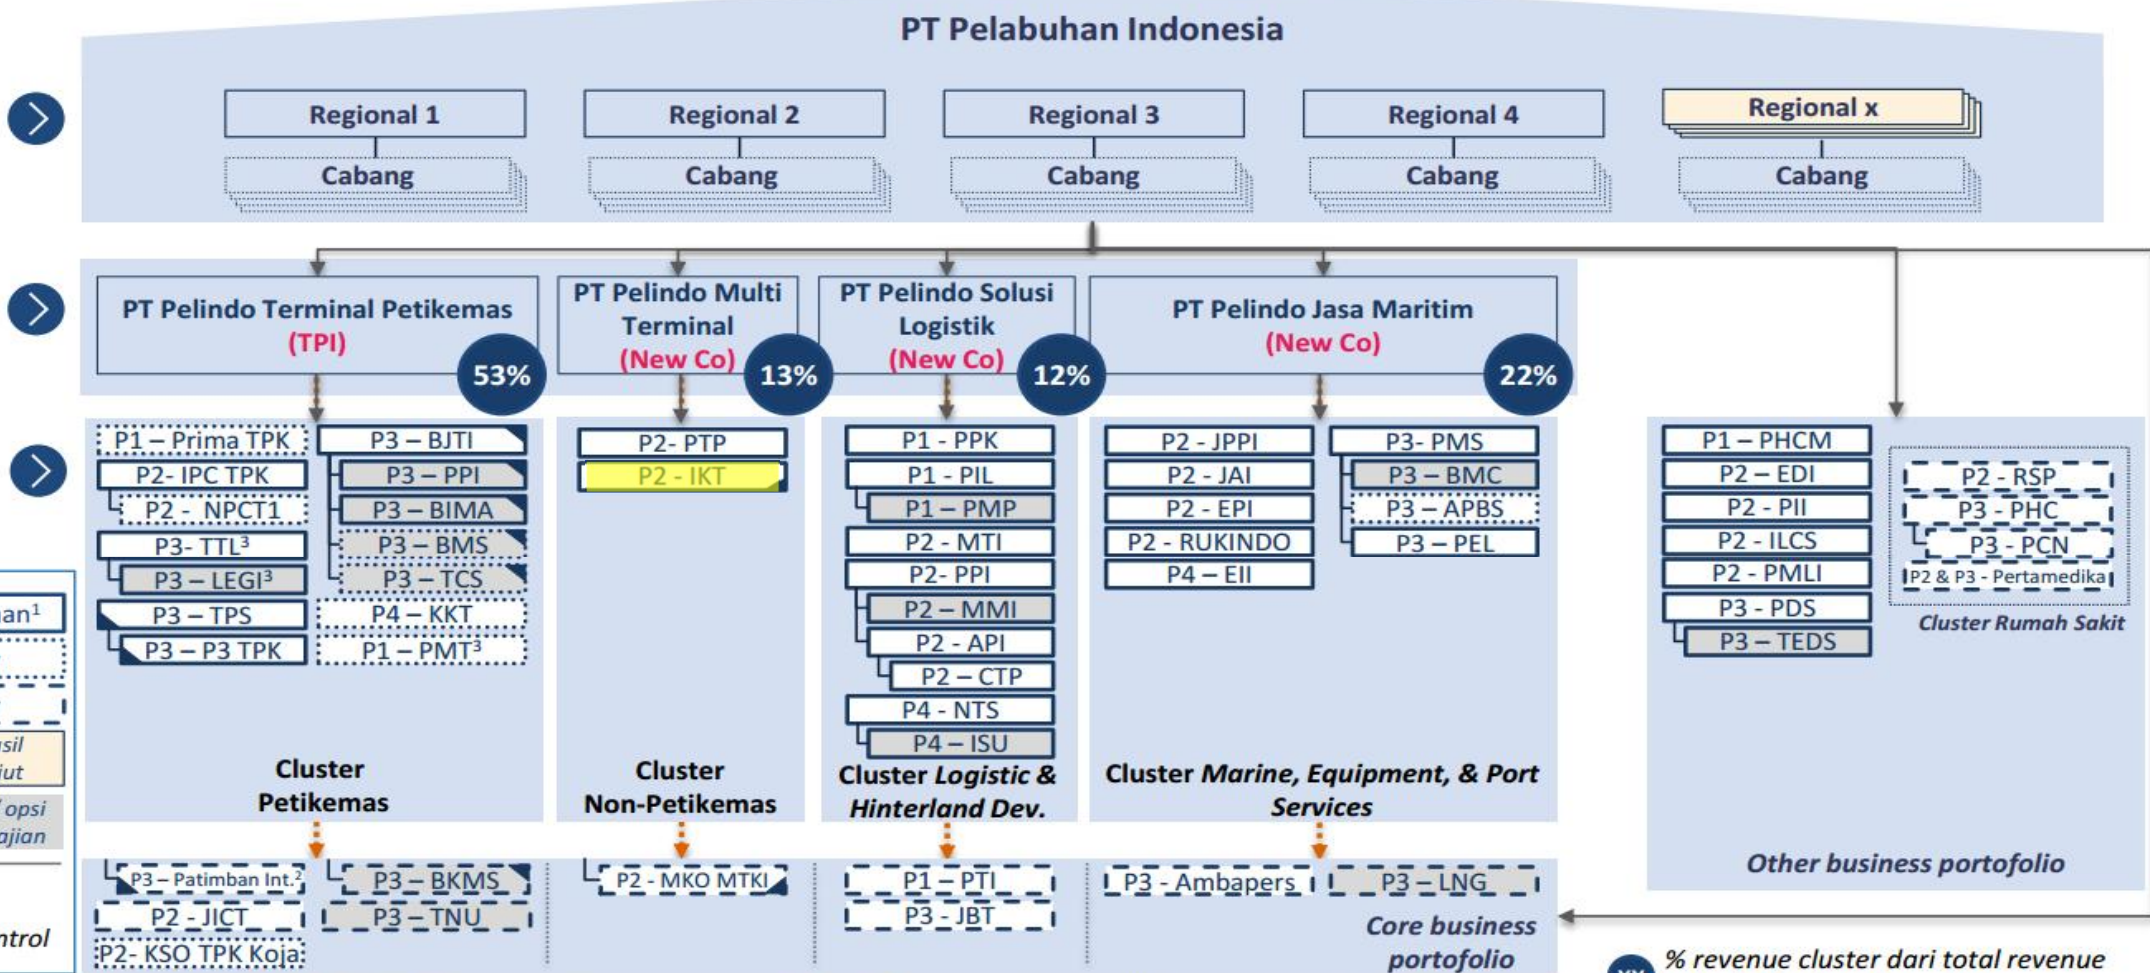 PT Pelabuhan Indonesia
Regional 1
Regional 2
Regional 3
Regional 4
Regional x
Cabang
Cabang
Cabang
Cabang
Cabang
PT Pelindo Terminal Petikemas
(TPI)
53%
PT Pelindo Multi
Terminal
(New Co)
13%
PT Pelindo Solusi
Logistik
(New Co)
12%
PT Pelindo Jasa Maritim
(New Co)
22%
P1 – Prima TPK
P2- IPC TPK
P2 - NPCT1
P3- TTL³
P3 – LEGI³
P3 – TPS
P3 – P3 TPK
P3 – BJTI
P3 – PPI
P3 – BIMA
P3 – BMS
P3 – TCS
P4 – KKT
P1 – PMT³
Cluster
Petikemas
P2- PTP
P2 - IKT
Cluster
Non-Petikemas
P1 - PPK
P1 - PIL
P1 – PMP
P2 - MTI
P2- PPI
P2 – MMI
P2 - API
P2 – CTP
P4 - NTS
P4 – ISU
Cluster Logistic &
Hinterland Dev.
P2 - JPPI
P2 - JAI
P2 - EPI
P2 - RUKINDO
P4 – EII
P3- PMS
P3 – BMC
P3 – APBS
P3 – PEL
Cluster Marine, Equipment, & Port
Services
P1 – PHCM
P2 – EDI
P2 - PII
P2 - ILCS
P2 - PMLI
P3 - PDS
P3 – TEDS
P2 - RSP
P3 - PHC
P3 - PCN
P2 & P3 - Pertamedika
Cluster Rumah Sakit
Other business portofolio
an¹
sil
ut
opsi
ajian
ntrol
P3 – Patimban Int.²
P2 - JICT
P2- KSO TPK Koja
P3 – BKMS
P3 – TNU
P2 - MKO MTKI
P1 – PTI
P3 - JBT
P3 - Ambapers
P3 – LNG
Core business
portofolio
% revenue cluster dari total revenue